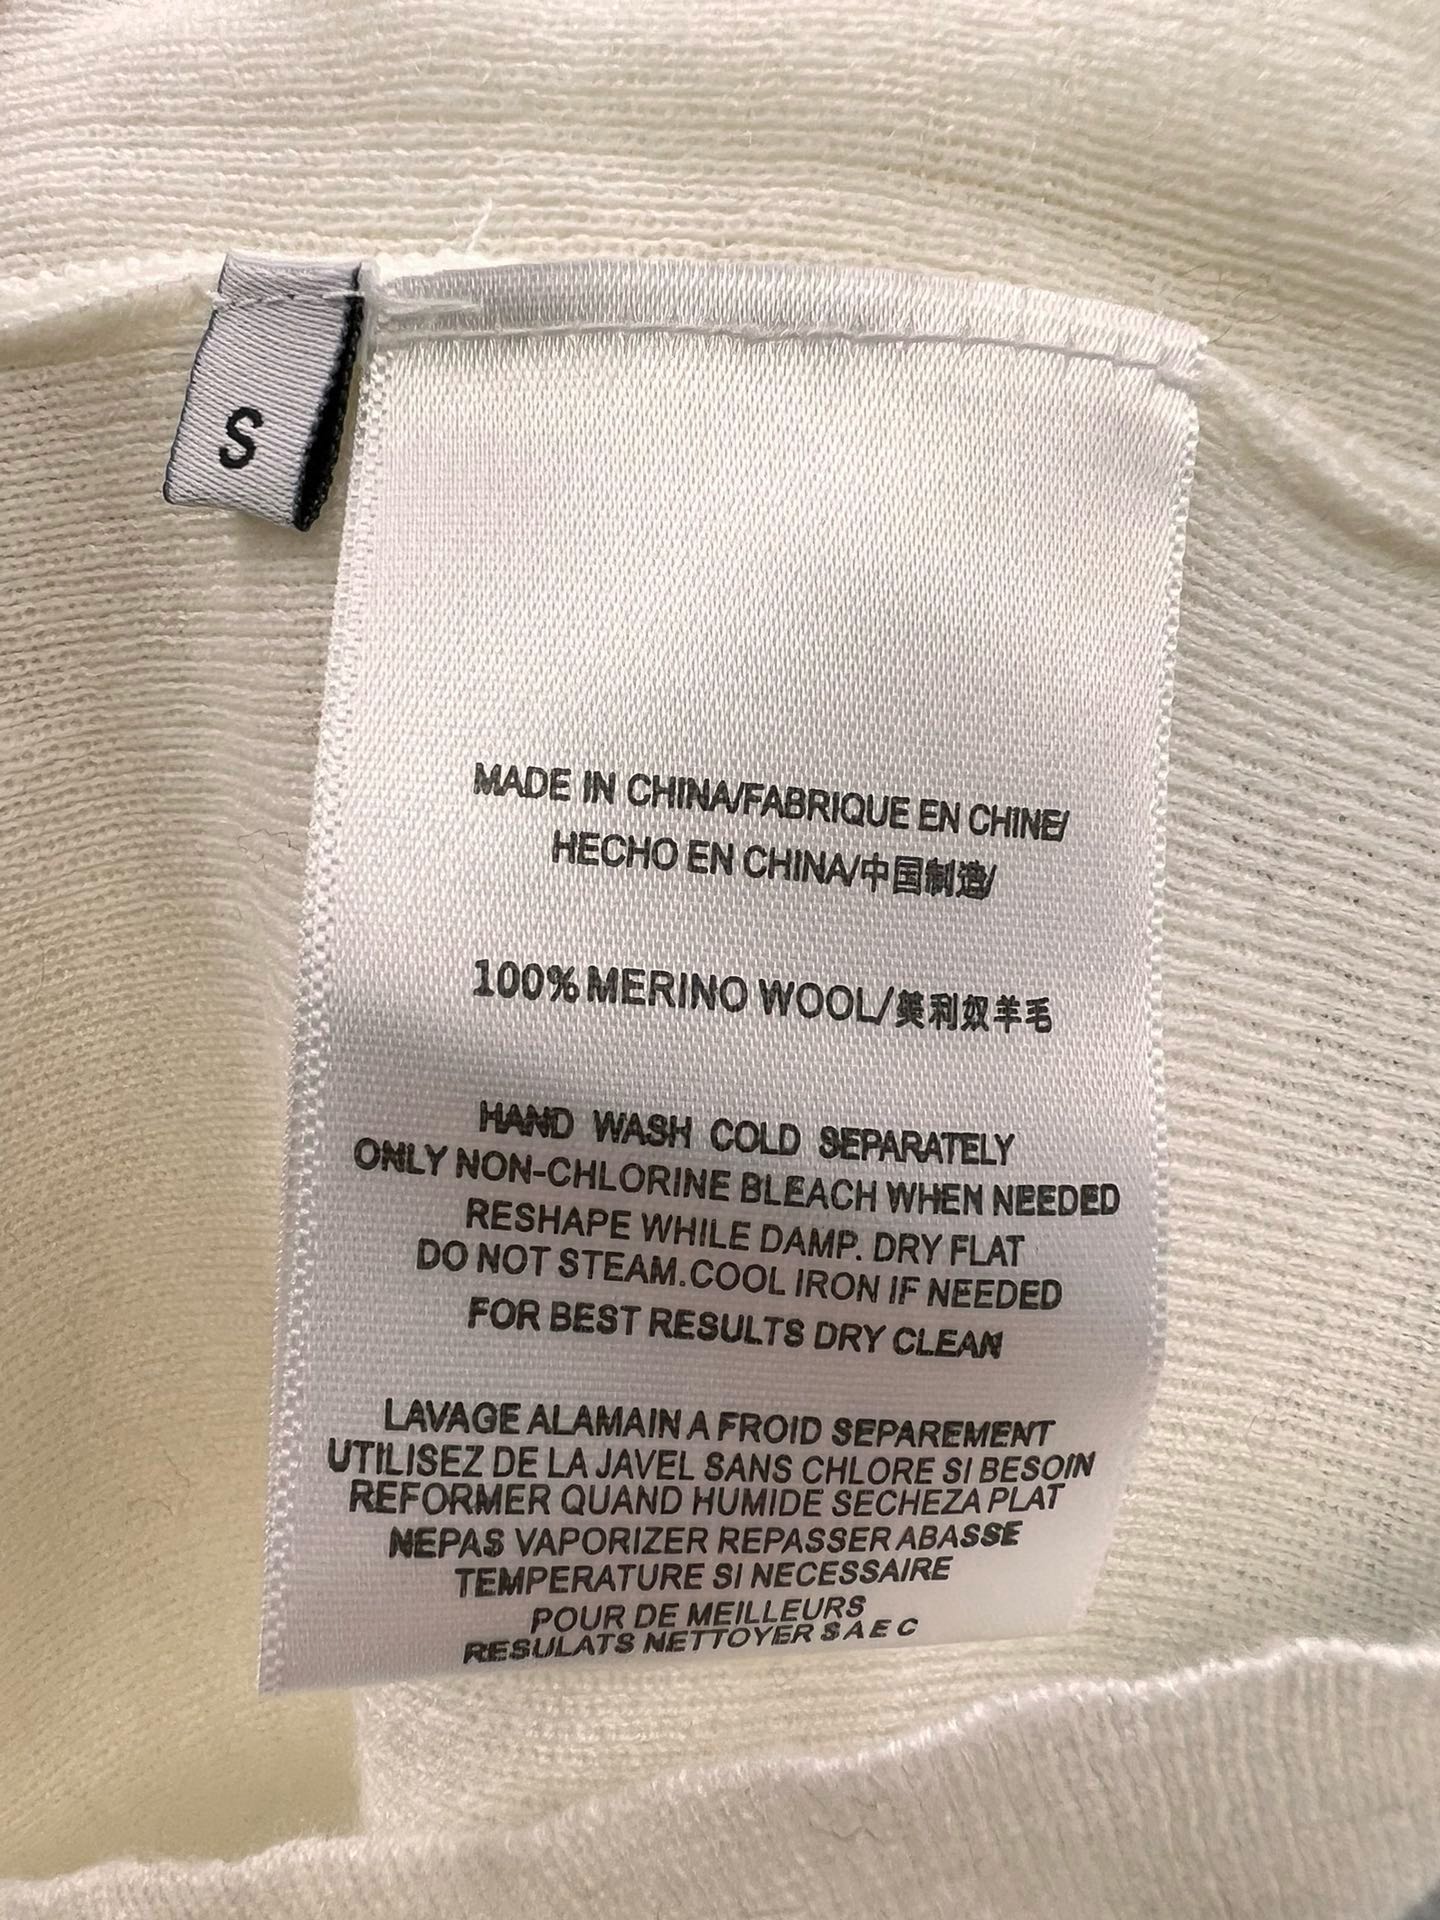 S
MADE IN CHINA/FABRIQUE EN CHINE/
HECHO EN CHINA/中国制造/
100% MERINO WOOL/美利奴羊毛
HAND WASH COLD SEPARATELY
ONLY NON-CHLORINE BLEACH WHEN NEEDED
RESHAPE WHILE DAMP. DRY FLAT
DO NOT STEAM.COOL IRON IF NEEDED
FOR BEST RESULTS DRY CLEAN
LAVAGE ALAMAIN A FROID SEPAREMENT
UTILISEZ DE LA JAVEL SANS CHLORE SI BESOIN
REFORMER QUAND HUMIDE SECHEZA PLAT
NEPAS VAPORIZER REPASSER ABASSE
TEMPERATURE SI NECESSAIRE
POUR DE MEILLEURS
RESULATS NETTOYER S A E C